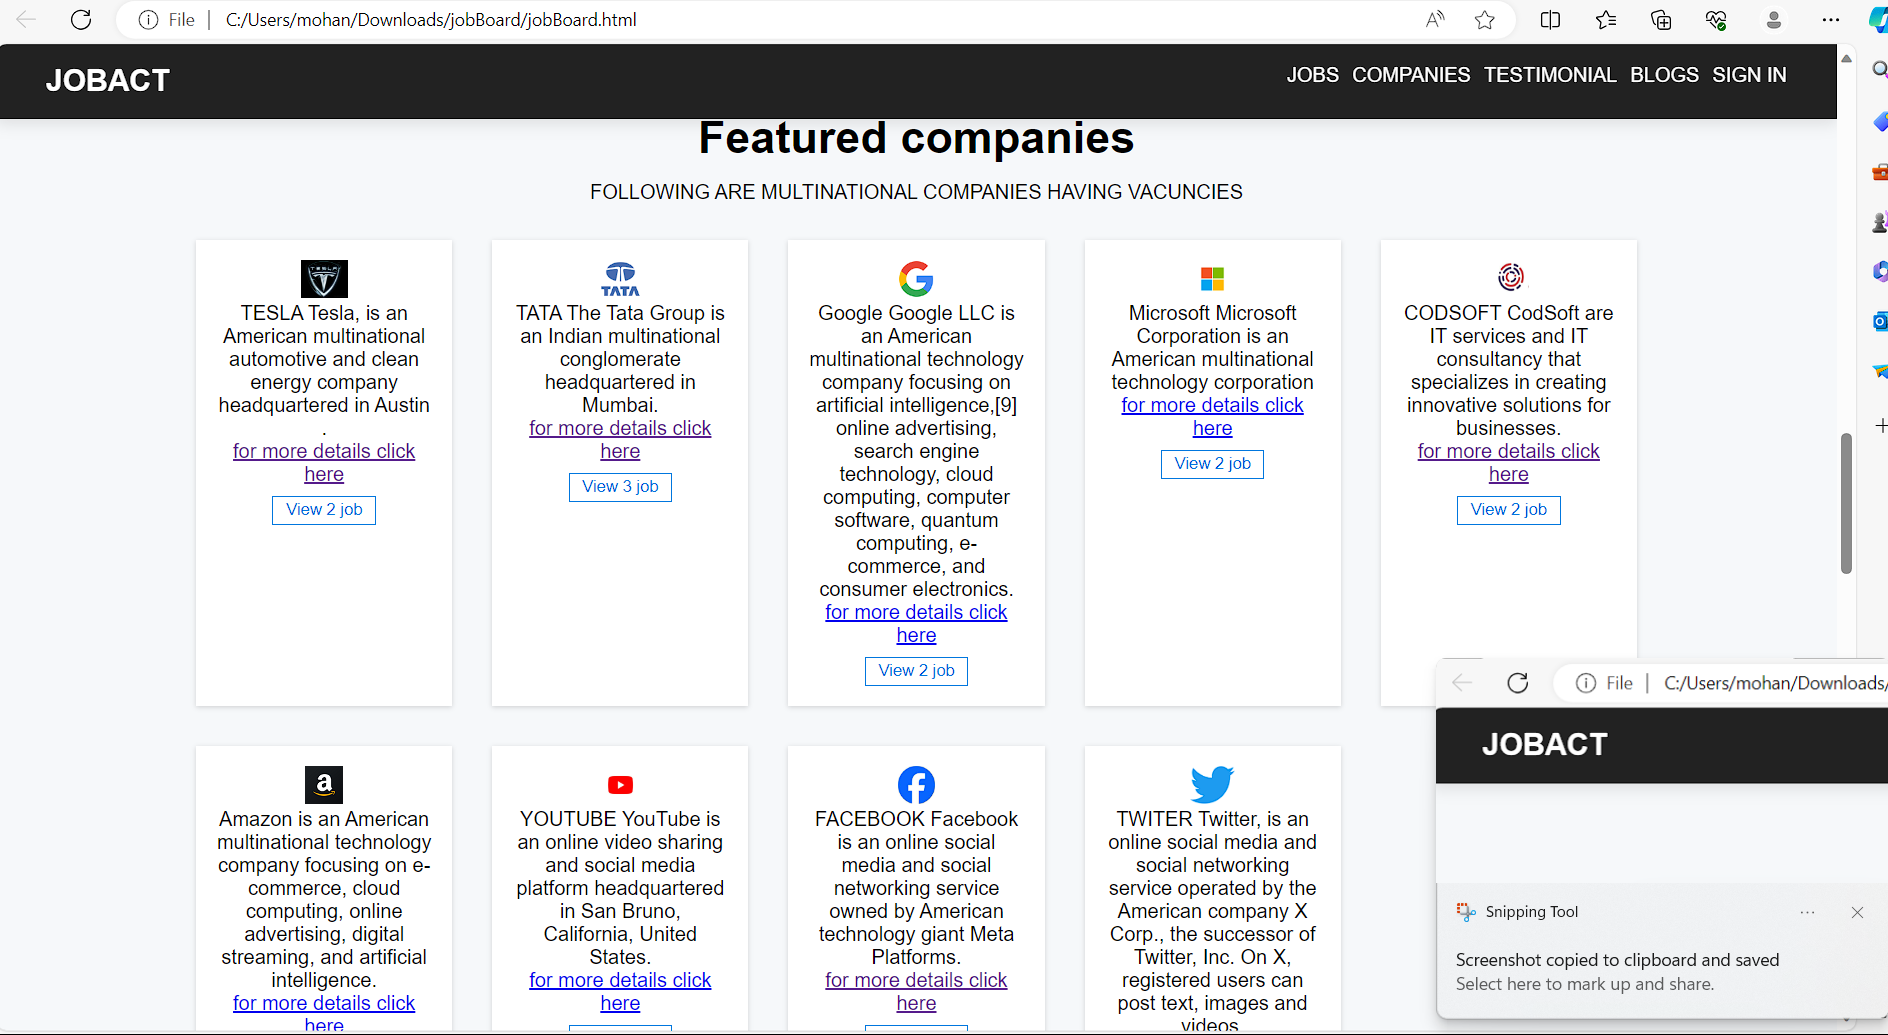 File | C:/Users/mohan/Downloads/jobBoard/jobBoard.html
JOBACT
JOBS COMPANIES TESTIMONIAL BLOGS SIGN IN
Featured companies
FOLLOWING ARE MULTINATIONAL COMPANIES HAVING VACUNCIES
TESLA
TESLA Tesla, is an
American multinational
automotive and clean
energy company
headquartered in Austin
.
for more details click
here
View 2 job
TATA
TATA The Tata Group is
an Indian multinational
conglomerate
headquartered in
Mumbai.
for more details click
here
View 3 job
Google Google LLC is
an American
multinational technology
company focusing on
artificial intelligence,[9]
online advertising,
search engine
technology, cloud
computing, computer
software, quantum
computing, e-
commerce, and
consumer electronics.
for more details click
here
View 2 job
Microsoft Microsoft
Corporation is an
American multinational
technology corporation
for more details click
here
View 2 job
CODSOFT CodSoft are
IT services and IT
consultancy that
specializes in creating
innovative solutions for
businesses.
for more details click
here
View 2 job
a
Amazon is an American
multinational technology
company focusing on e-
commerce, cloud
computing, online
advertising, digital
streaming, and artificial
intelligence.
for more details click
here
YOUTUBE YouTube is
an online video sharing
and social media
platform headquartered
in San Bruno,
California, United
States.
for more details click
here
FACEBOOK Facebook
is an online social
media and social
networking service
owned by American
technology giant Meta
Platforms.
for more details click
here
TWITER Twitter, is an
online social media and
social networking
service operated by the
American company X
Corp., the successor of
Twitter, Inc. On X,
registered users can
post text, images and
videos
File | C:/Users/mohan/Downloads/
JOBACT
Snipping Tool
Screenshot copied to clipboard and saved
Select here to mark up and share.